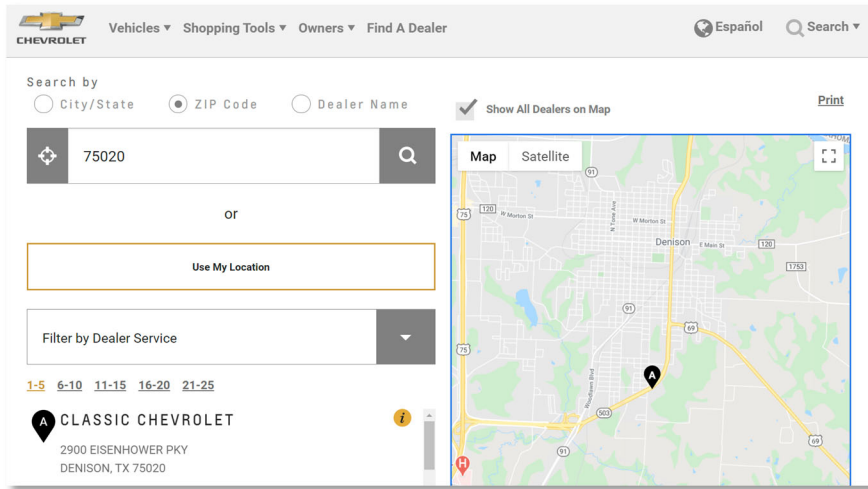 CHEVROLET
Vehicles Shopping Tools Owners Find A Dealer
Español Search
Search by
City/State ZIP Code Dealer Name
75020
or
Use My Location
Filter by Dealer Service
1-5 6-10 11-15 16-20 21-25
A CLASSIC CHEVROLET i
2900 EISENHOWER PKY
DENISON, TX 75020
Show All Dealers on Map
Print
Map Satellite
91
75
120
W Morton St
N Tone Ave
W Morton St
Denison
E Main St
120
1753
91
69
75
A
Woodlawn Blvd
503
69
91
H